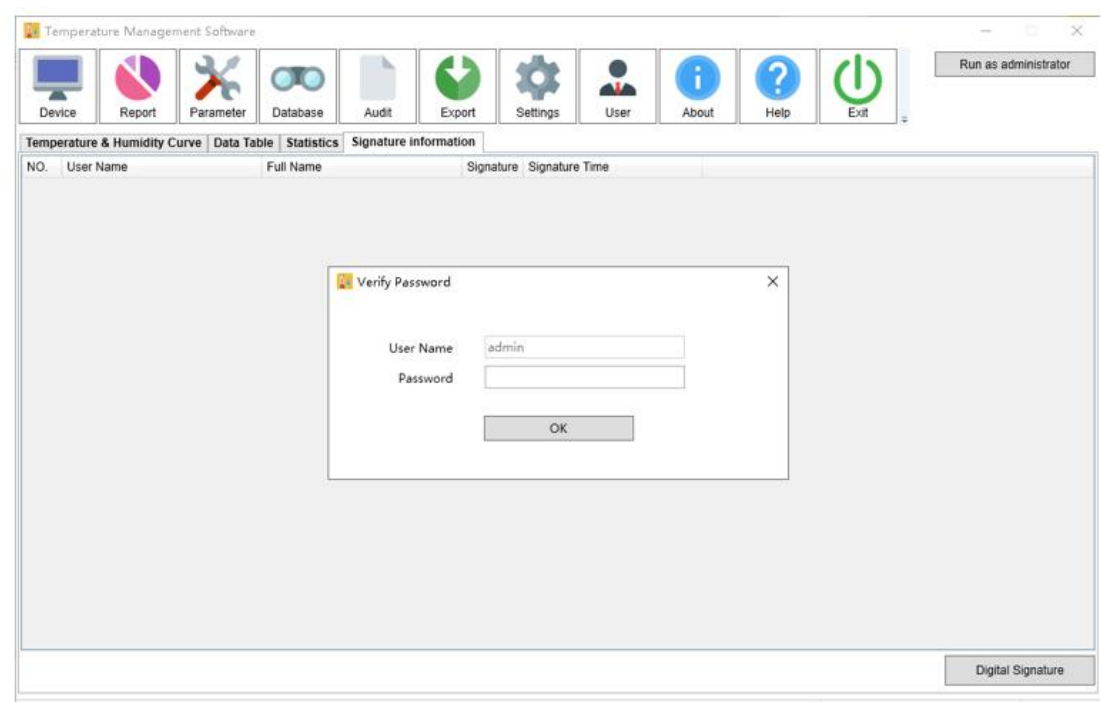 Temperature Management Software
Run as administrator
Device Report Parameter Database Audit Export Settings User About Help Exit
Temperature & Humidity Curve Data Table Statistics Signature information
NO. User Name Full Name Signature Signature Time
Verify Password
User Name admin
Password
OK
Digital Signature